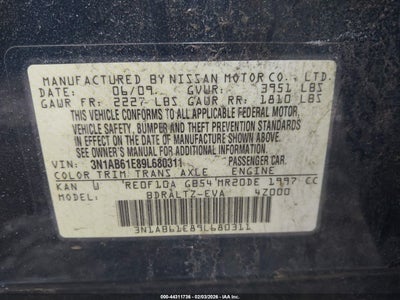 MANUFACTURED BY NISSAN MOTOR CO., LTD.
DATE: 06/09 GVWR: 3951 LBS
GAWR FR: 2227 LBS GAWR RR: 1810 LBS
THIS VEHICLE CONFORMS TO ALL APPLICABLE FEDERAL MOTOR
VEHICLE SAFETY, BUMPER AND THEFT PREVENTION STANDARDS
IN EFFECT ON THE DATE OF MANUFACTURE SHOWN ABOVE.
SEE OWNER'S MANUAL FOR ADDITIONAL INFORMATION.
VIN: 3N1AB61E89L680311 PASSENGER CAR.
COLOR TRIM TRANS AXLE ENGINE
KAN W RE0F10A GB54 MR20DE 1997 CC
BDRALTZ-EVA 4Z000
3N1AB61E89L680311
000-44311736 - 02/03/2026 - IAA